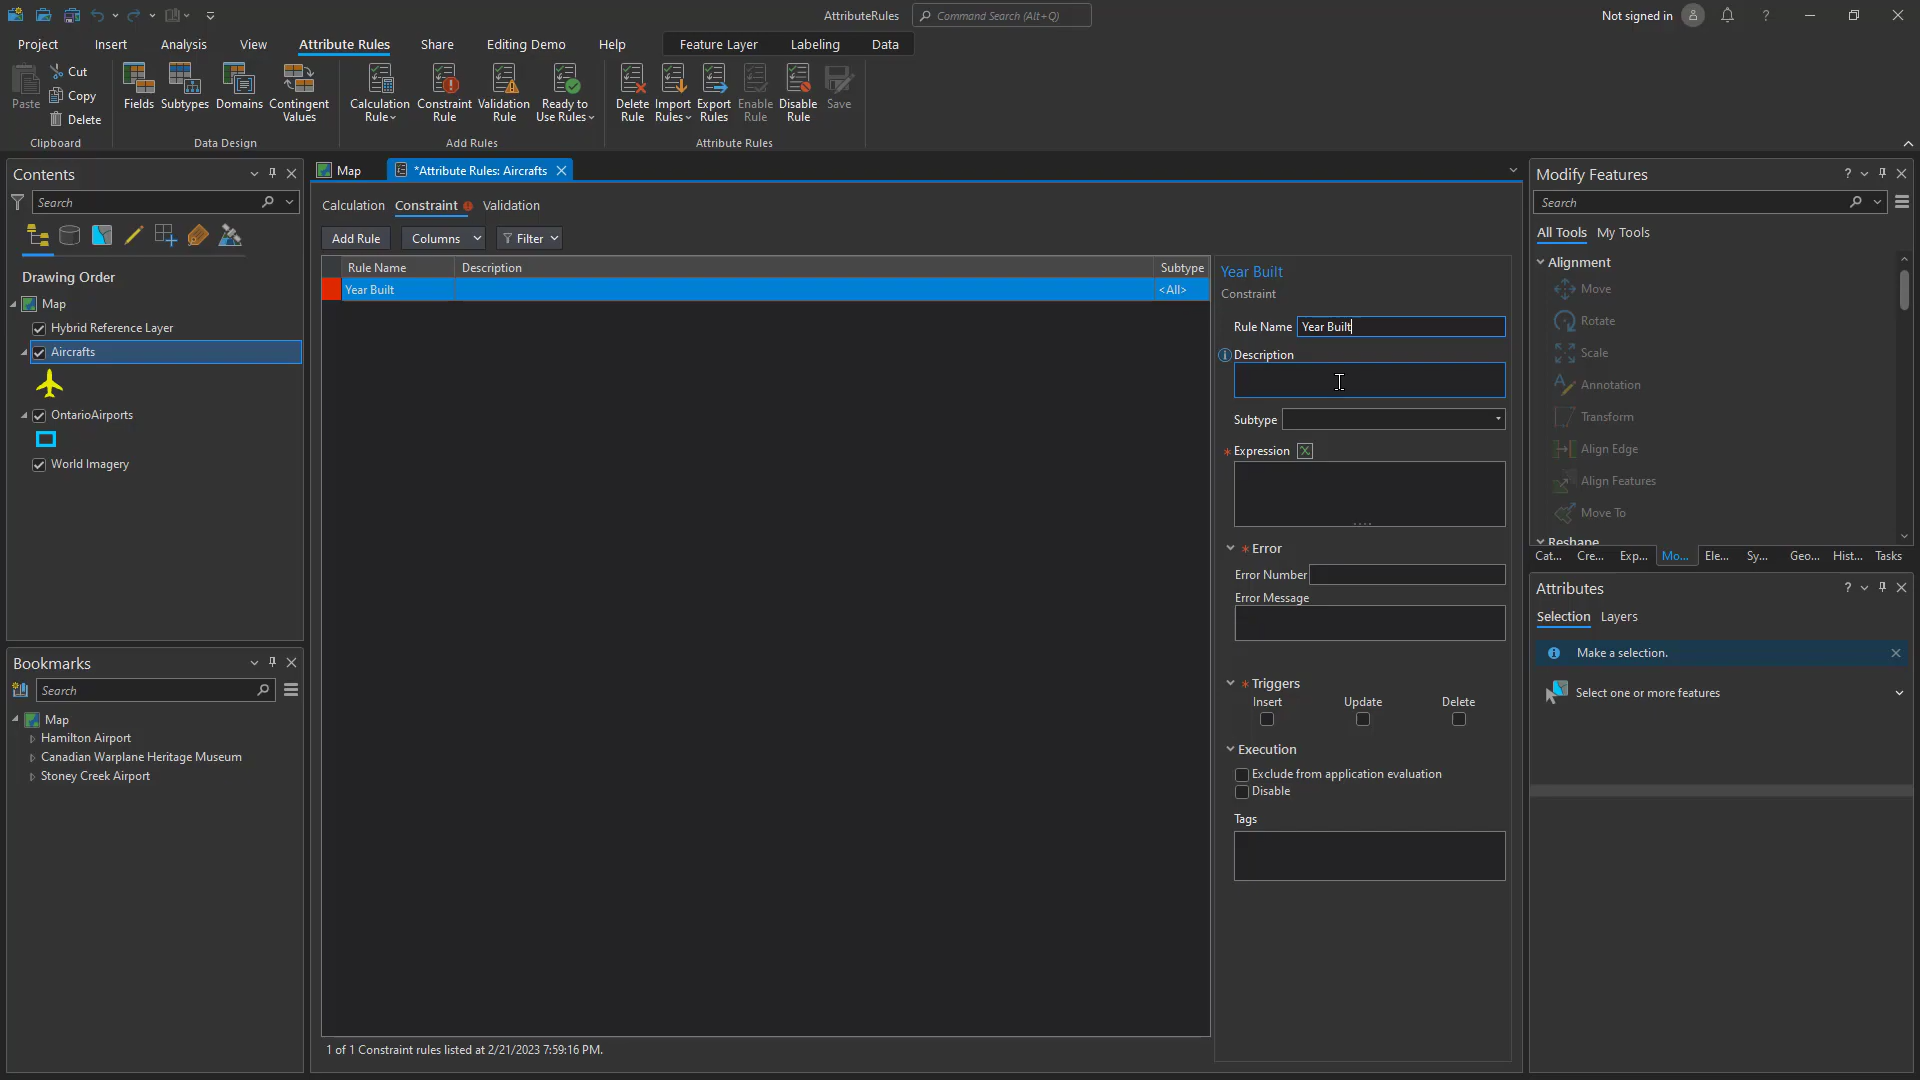 AttributeRules
Command Search (Alt+Q)
Not signed in
?
Project
Insert
Analysis
View
Attribute Rules
Share
Editing Demo
Help
Feature Layer
Labeling
Data
Paste
Cut
Copy
Delete
Clipboard
Fields
Subtypes
Domains
Contingent
Values
Data Design
Calculation
Rule
Constraint
Rule
Validation
Rule
Ready to
Use Rules
Add Rules
Delete
Rule
Import
Rules
Export
Rules
Enable
Rule
Disable
Rule
Save
Attribute Rules
Contents
Search
Drawing Order
Map
Hybrid Reference Layer
Aircrafts
OntarioAirports
World Imagery
Bookmarks
Search
Map
Hamilton Airport
Canadian Warplane Heritage Museum
Stoney Creek Airport
Map
*Attribute Rules: Aircrafts
Calculation
Constraint
Validation
Add Rule
Columns
Filter
Rule Name
Description
Subtype
Year Built
<All>
1 of 1 Constraint rules listed at 2/21/2023 7:59:16 PM.
Year Built
Constraint
Rule Name Year Built
Description
Subtype
* Expression
* Error
Error Number
Error Message
* Triggers
Insert
Update
Delete
Execution
Exclude from application evaluation
Disable
Tags
Modify Features
?
Search
All Tools
My Tools
Alignment
Move
Rotate
Scale
Annotation
Transform
Align Edge
Align Features
Move To
Reshape
Cat...
Cre...
Exp...
Mo...
Ele...
Sy...
Geo...
Hist...
Tasks
Attributes
?
Selection
Layers
Make a selection.
Select one or more features